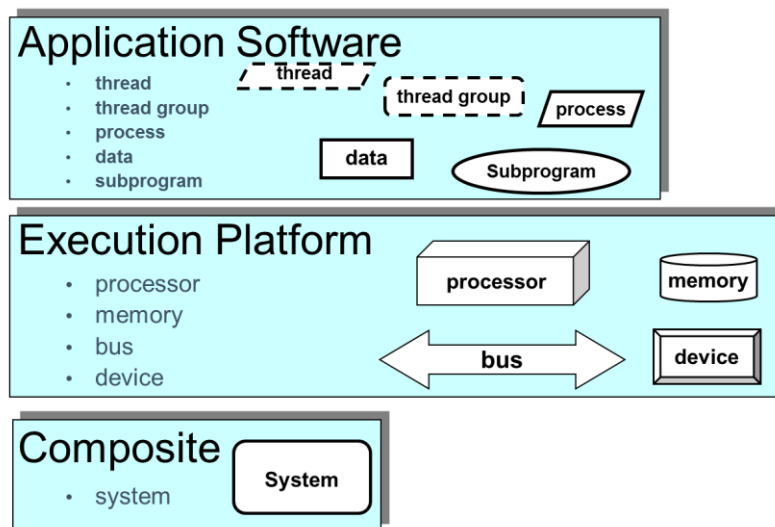 Application Software
• thread
• thread group
• process
• data
• subprogram
thread
thread group
process
data
Subprogram
Execution Platform
• processor
• memory
• bus
• device
processor
memory
bus
device
Composite
• system
System